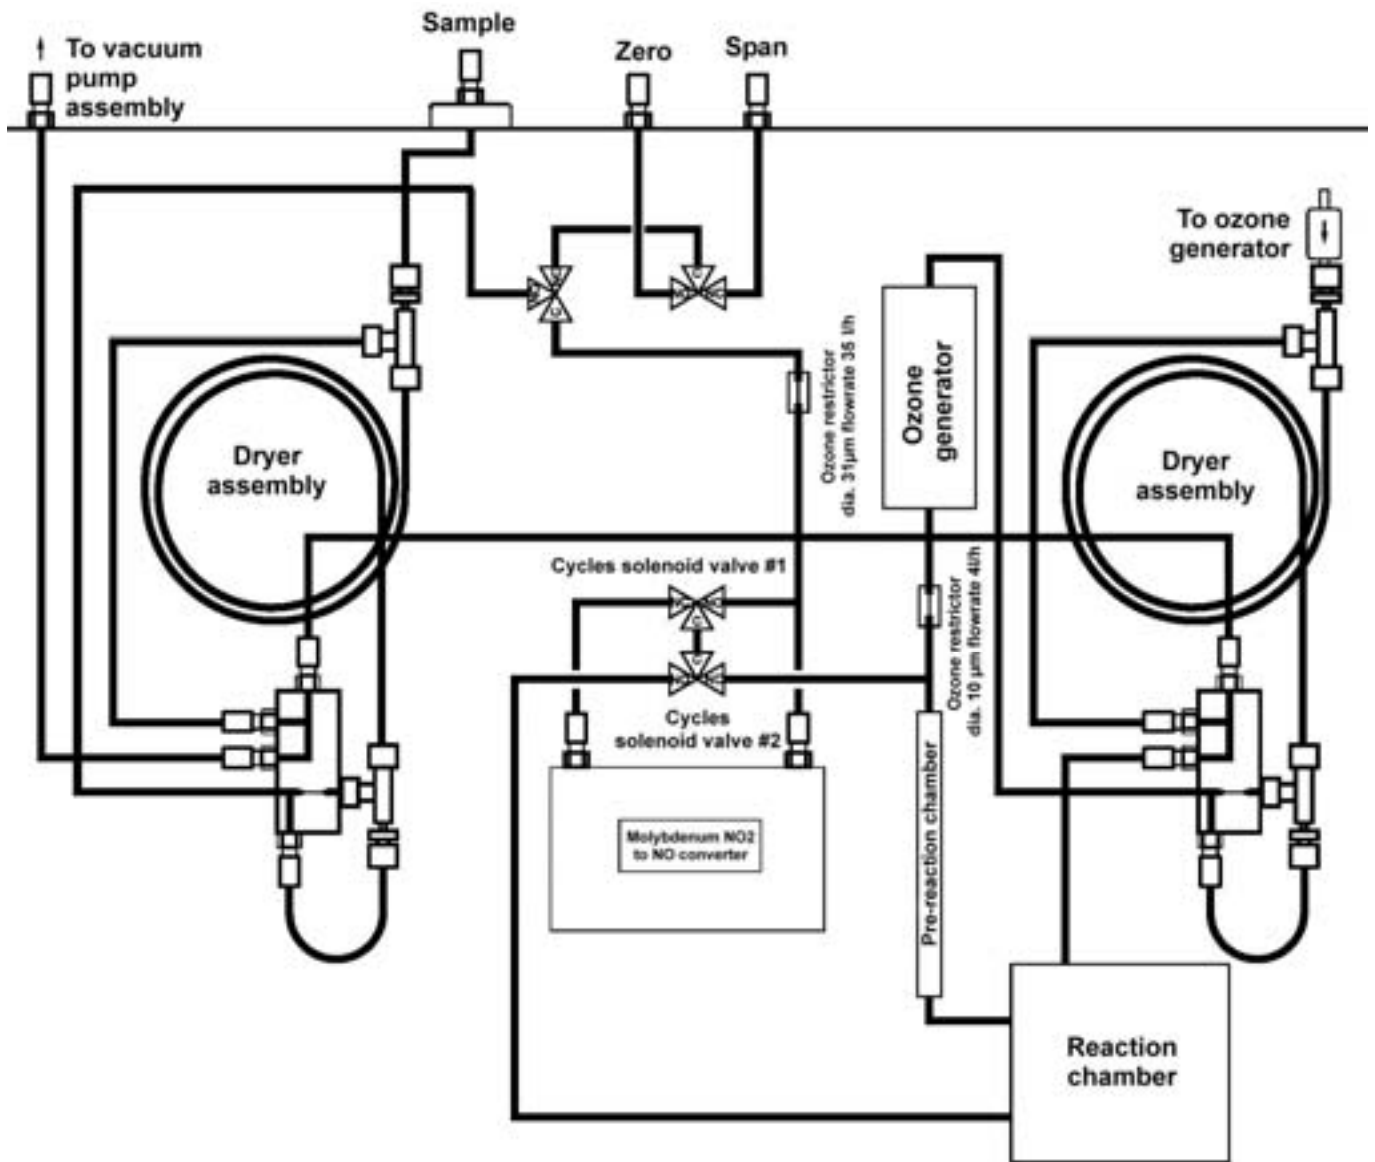 To vacuum
pump
assembly
Sample
Zero
Span
To ozone
generator
Dryer
assembly
Ozone restrictor
dia. 31µm flowrate 35 l/h
Ozone
generator
Dryer
assembly
Cycles solenoid valve #1
Ozone restrictor
dia. 10 µm flowrate 4l/h
Cycles
solenoid valve #2
Molybdenum NO2
to NO converter
Pre-reaction chamber
Reaction
chamber